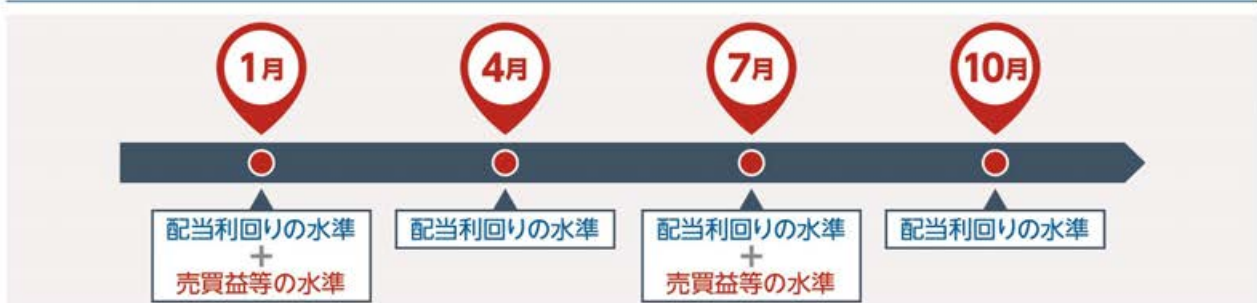 1月
4月
7月
10月
配当利回りの水準
+
売買益等の水準
配当利回りの水準
配当利回りの水準
+
売買益等の水準
配当利回りの水準